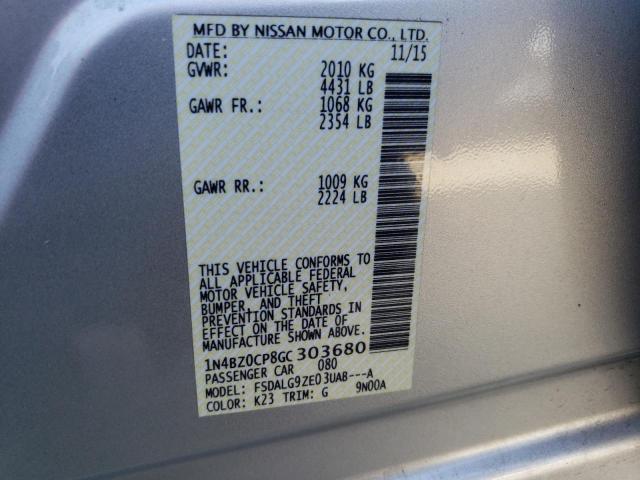 MFD BY NISSAN MOTOR CO., LTD.
DATE: 11/15
GVWR: 2010 KG
4431 LB
GAWR FR.: 1068 KG
2354 LB
GAWR RR.: 1009 KG
2224 LB
THIS VEHICLE CONFORMS TO
ALL APPLICABLE FEDERAL
MOTOR VEHICLE SAFETY,
BUMPER, AND THEFT
PREVENTION STANDARDS IN
EFFECT ON THE DATE OF
MANUFACTURE SHOWN ABOVE.
1N4BZ0CP8GC303680
PASSENGER CAR 080
MODEL: FSDALG9ZE03UAB---A
COLOR: K23 TRIM: G 9N00A